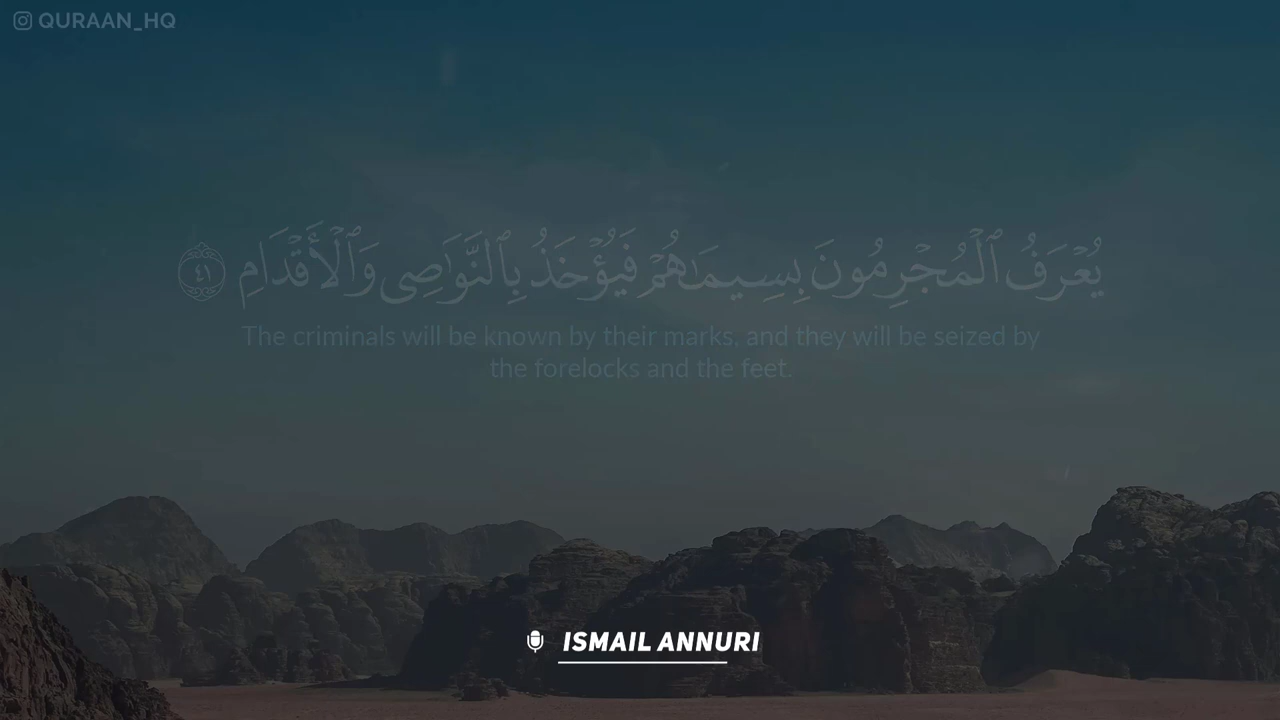 QURAAN_HQ
يُعْرَفُ ٱلْمُجْرِمُونَ بِسِيمَـٰهُمْ فَيُؤْخَذُ بِٱلنَّوَٰصِى وَٱلْأَقْدَامِ ٤١
The criminals will be known by their marks, and they will be seized by
the forelocks and the feet.
ISMAIL ANNURI